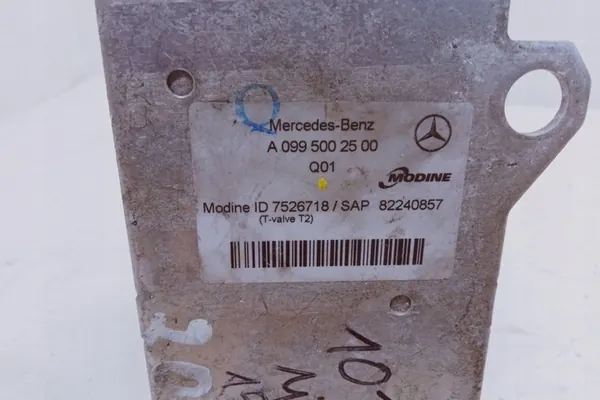 Mercedes-Benz
A 099 500 25 00
Q01
MODINE
Modine ID 7526718 / SAP 82240857
(T-valve T2)